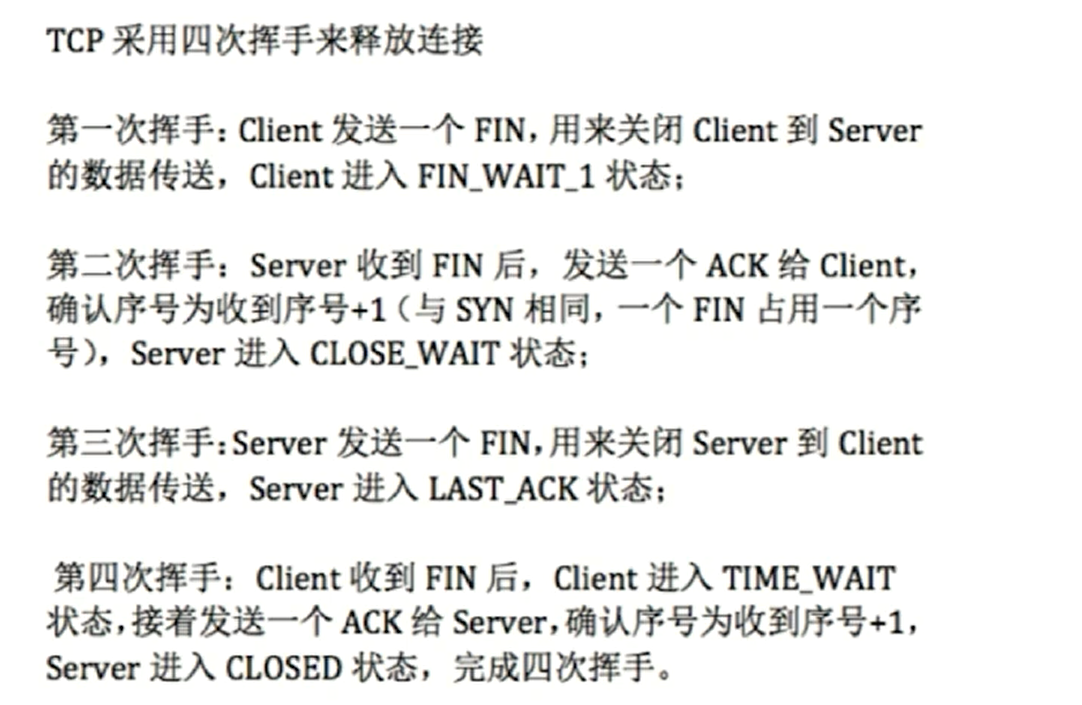 TCP 采用四次挥手来释放连接
第一次挥手: Client 发送一个 FIN, 用来关闭 Client 到 Server
的数据传送，Client 进入 FIN_WAIT_1 状态;
第二次挥手：Server 收到 FIN 后，发送一个 ACK 给 Client,
确认序号为收到序号+1（与 SYN 相同，一个 FIN 占用一个序
号），Server 进入 CLOSE_WAIT 状态;
第三次挥手:Server 发送一个 FIN,用来关闭 Server 到 Client
的数据传送，Server 进入 LAST_ACK 状态;
第四次挥手：Client 收到 FIN 后，Client 进入 TIME_WAIT
状态,接着发送一个 ACK 给 Server,确认序号为收到序号+1,
Server 进入 CLOSED 状态，完成四次挥手。